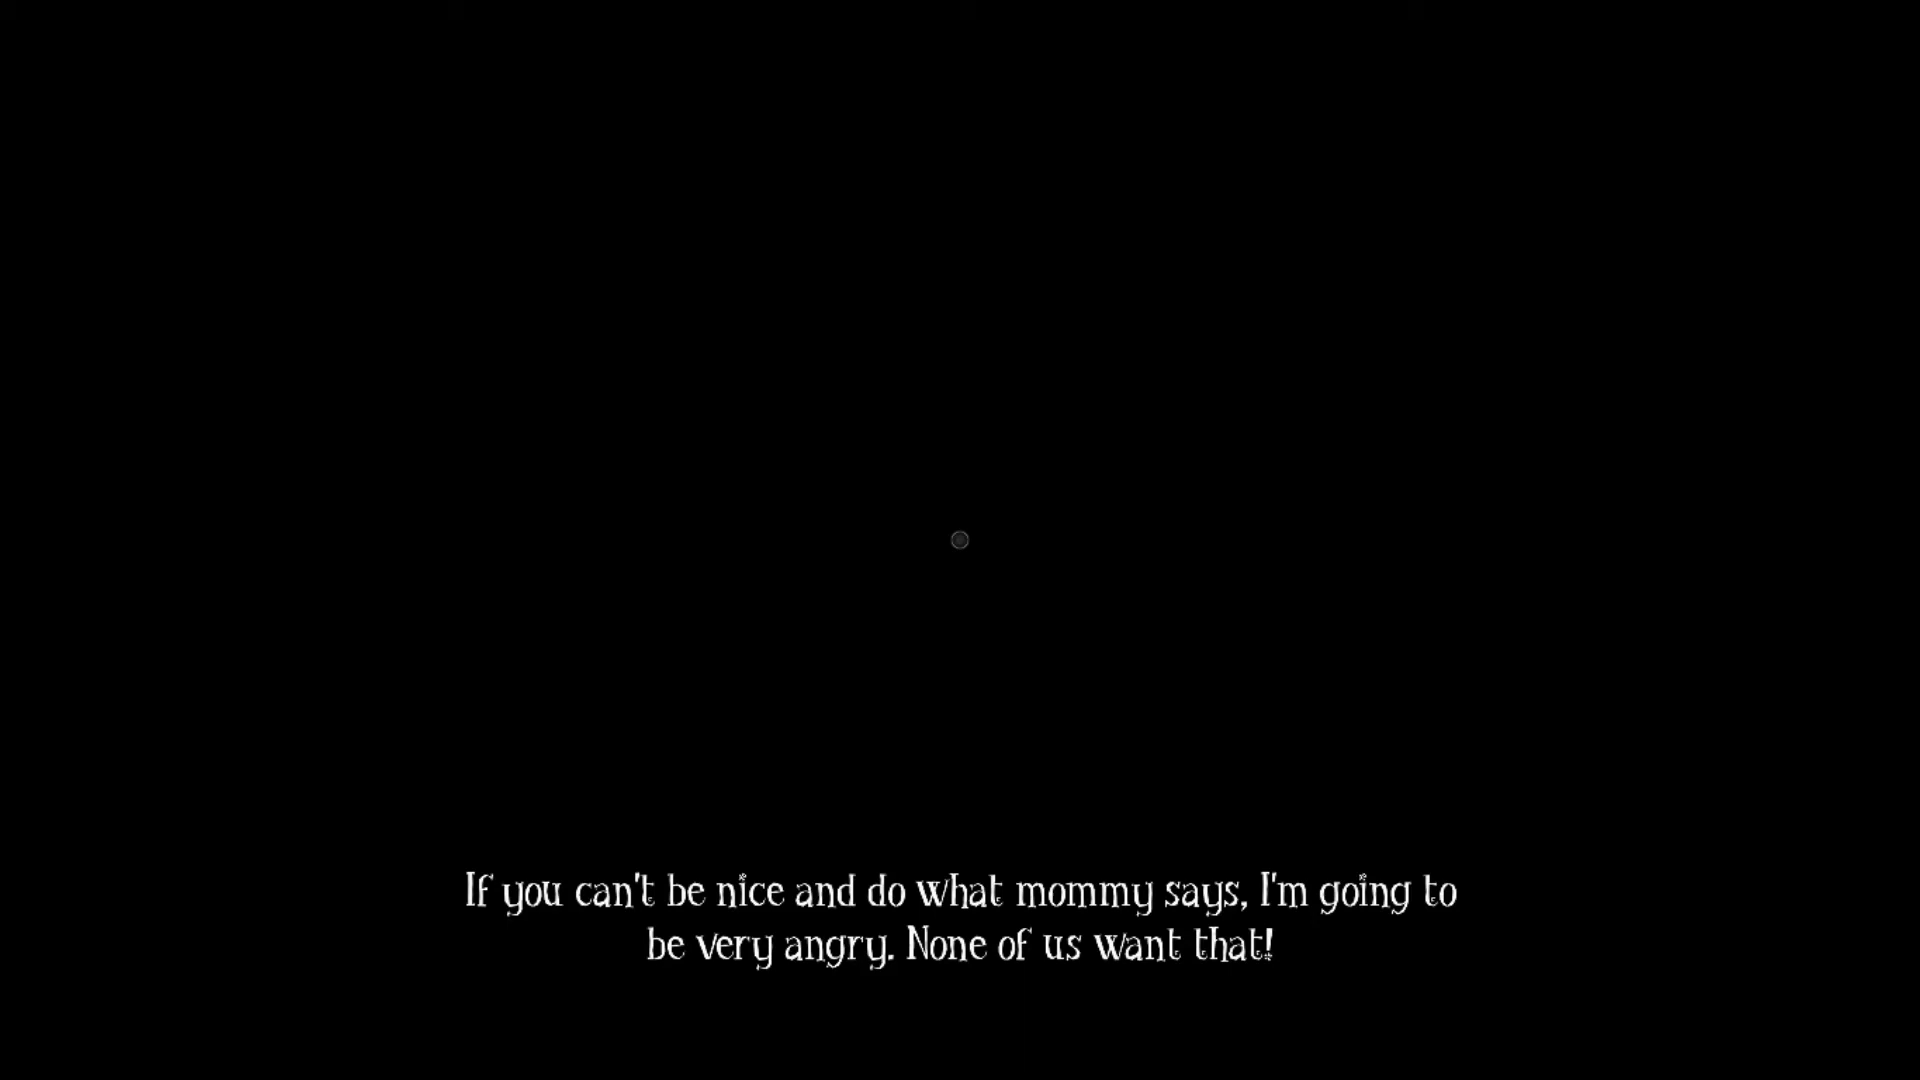 If you can't be nice and do what mommy says, I'm going to
be very angry. None of us want that!